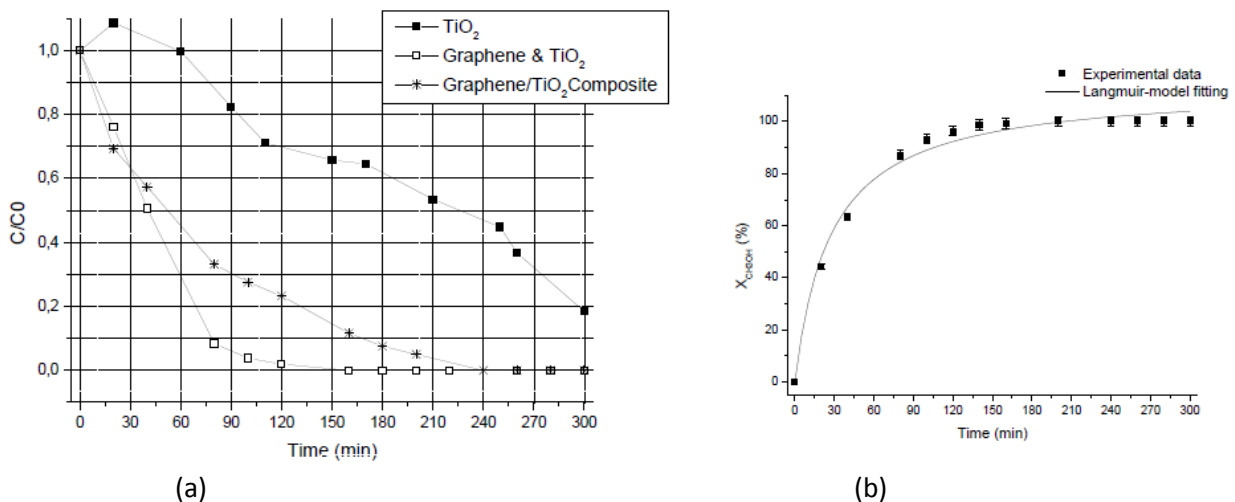 TiO₂
Graphene & TiO₂
Graphene/TiO₂Composite
1,0
0,8
0,6
0,4
0,2
0,0
C/C0
0 30 60 90 120 150 180 210 240 270 300
Time (min)
(a)
Experimental data
Langmuir-model fitting
100
80
60
40
20
0
X_CH3OH (%)
0 30 60 90 120 150 180 210 240 270 300
Time (min)
(b)